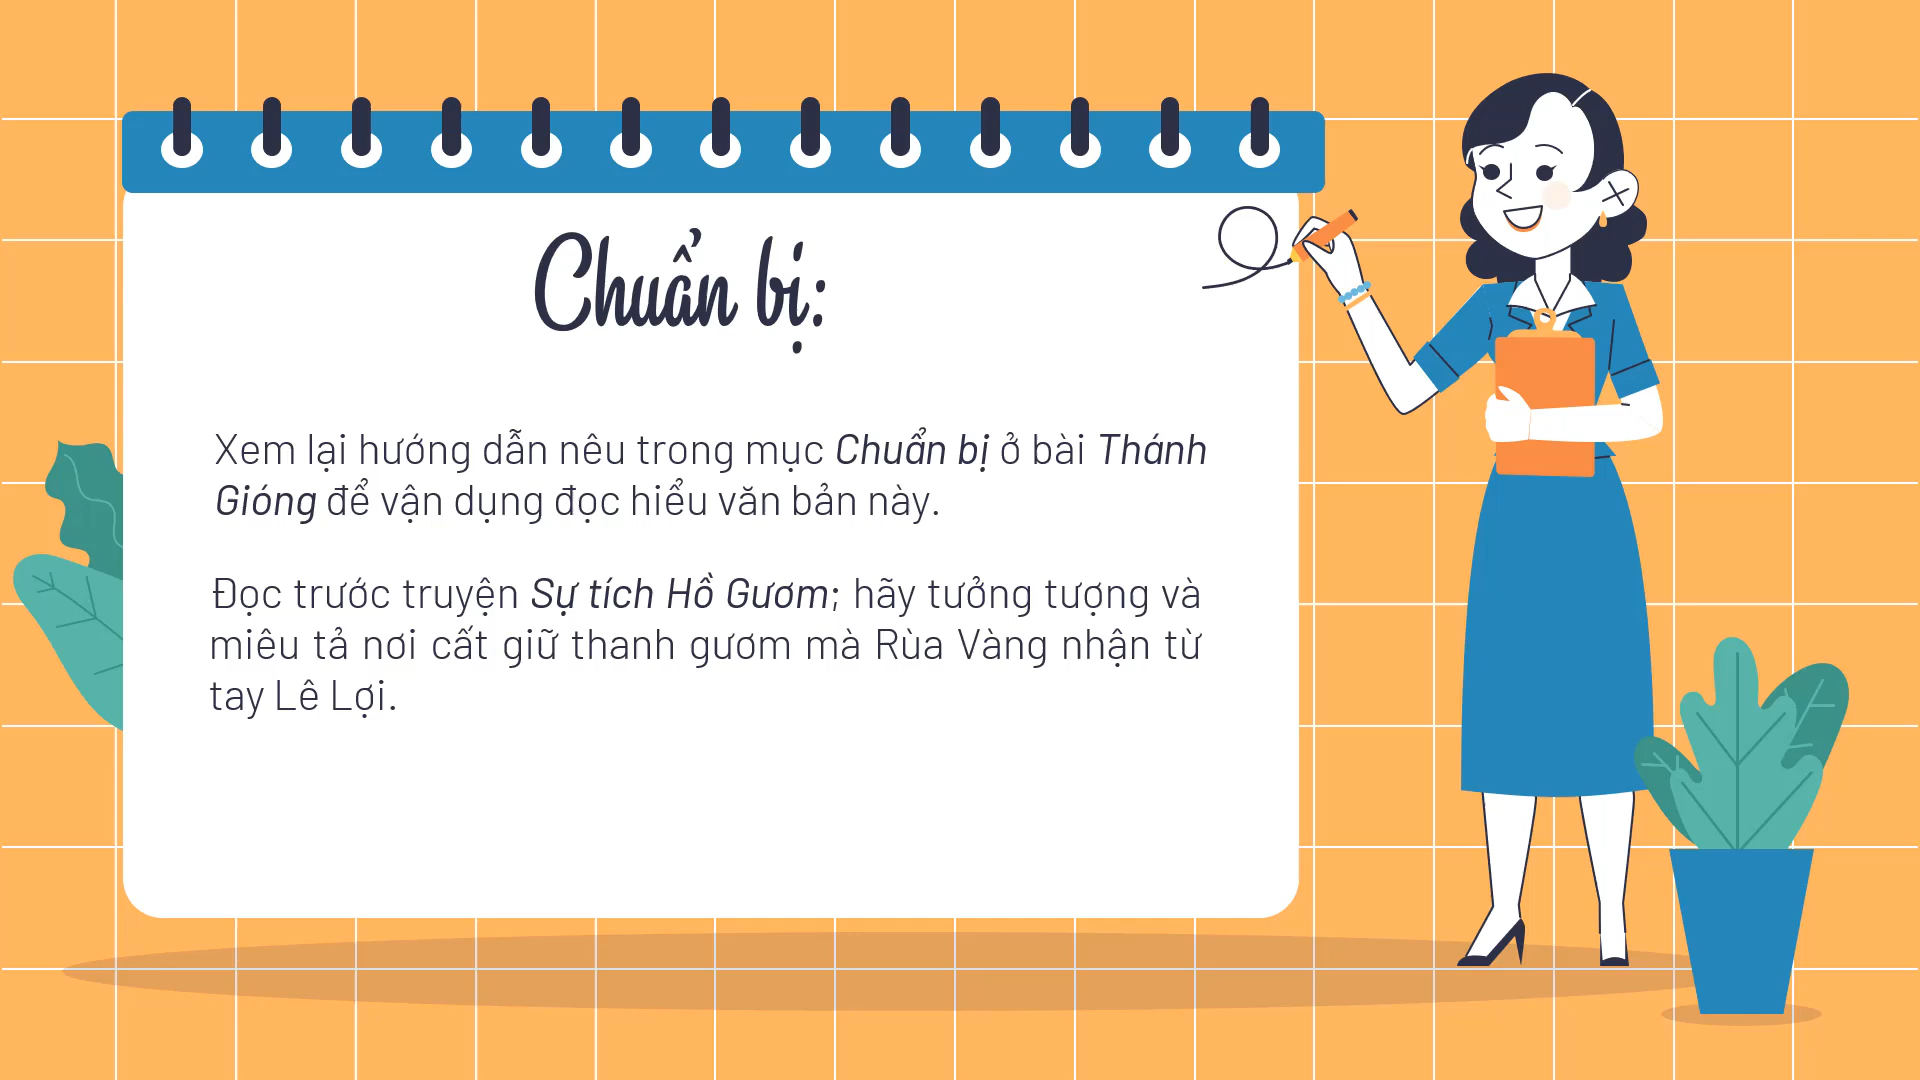 Chuẩn bị:
Xem lại hướng dẫn nêu trong mục Chuẩn bị ở bài Thánh
Gióng để vận dụng đọc hiểu văn bản này.
Đọc trước truyện Sự tích Hồ Gươm; hãy tưởng tượng và
miêu tả nơi cất giữ thanh gươm mà Rùa Vàng nhận từ
tay Lê Lợi.